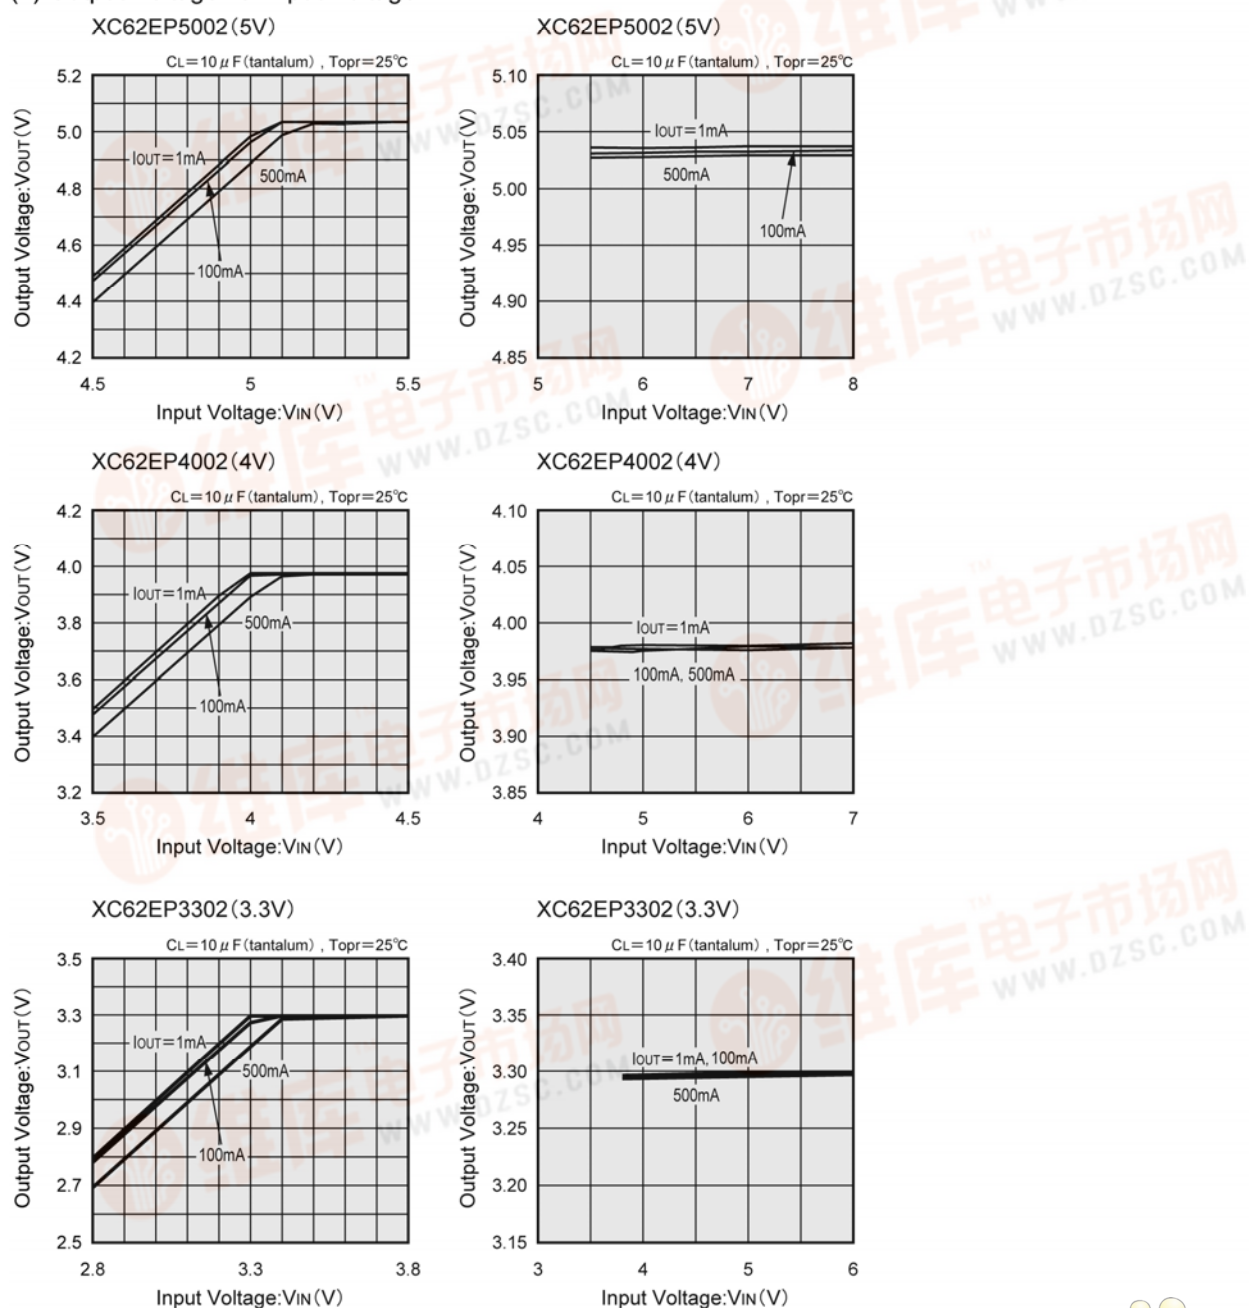 XC62EP5002(5V)
CL=10μF(tantalum), Topr=25℃
Output Voltage:VOUT(V)
5.2
5.0
4.8
4.6
4.4
4.2
IOUT=1mA
500mA
100mA
4.5 5 5.5
Input Voltage:VIN(V)
XC62EP5002(5V)
CL=10μF(tantalum), Topr=25℃
Output Voltage:VOUT(V)
5.10
5.05
5.00
4.95
4.90
4.85
IOUT=1mA
500mA
100mA
5 6 7 8
Input Voltage:VIN(V)
XC62EP4002(4V)
CL=10μF(tantalum), Topr=25℃
Output Voltage:VOUT(V)
4.2
4.0
3.8
3.6
3.4
3.2
IOUT=1mA
500mA
100mA
3.5 4 4.5
Input Voltage:VIN(V)
XC62EP4002(4V)
CL=10μF(tantalum), Topr=25℃
Output Voltage:VOUT(V)
4.10
4.05
4.00
3.95
3.90
3.85
IOUT=1mA
100mA, 500mA
4 5 6 7
Input Voltage:VIN(V)
XC62EP3302(3.3V)
CL=10μF(tantalum), Topr=25℃
Output Voltage:VOUT(V)
3.5
3.3
3.1
2.9
2.7
2.5
IOUT=1mA
500mA
100mA
2.8 3.3 3.8
Input Voltage:VIN(V)
XC62EP3302(3.3V)
CL=10μF(tantalum), Topr=25℃
Output Voltage:VOUT(V)
3.40
3.35
3.30
3.25
3.20
3.15
IOUT=1mA, 100mA
500mA
3 4 5 6
Input Voltage:VIN(V)
维库电子市场网™
WWW.DZSC.COM